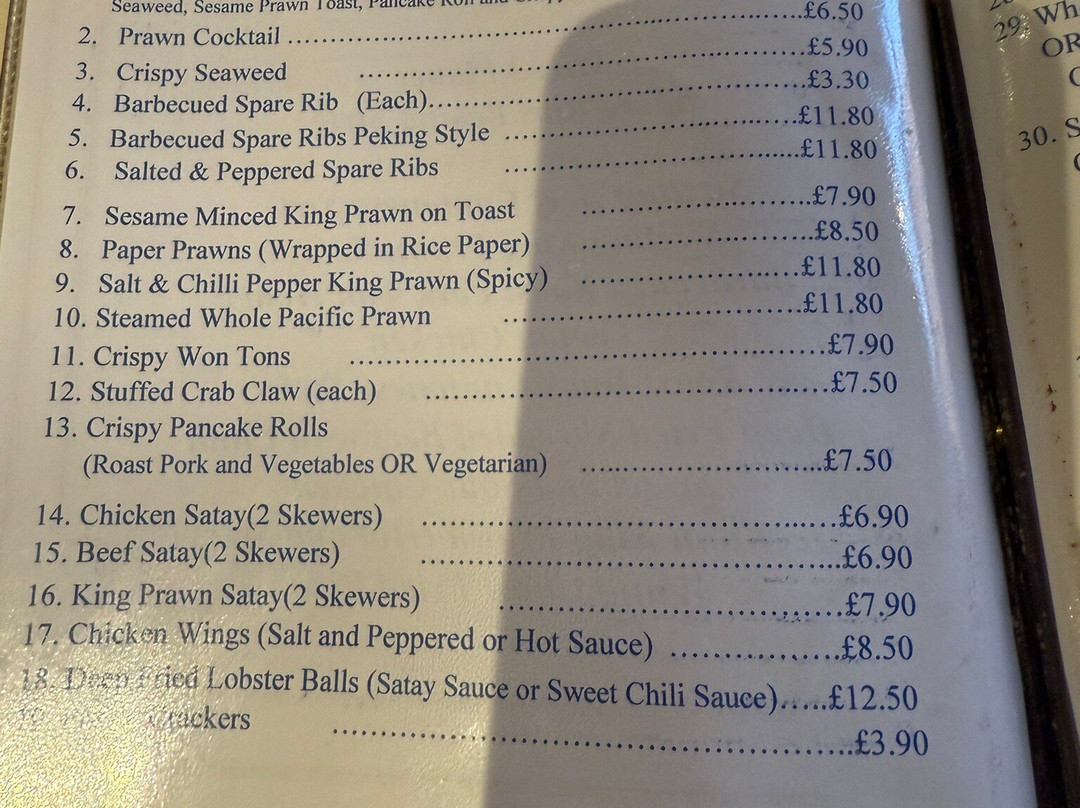 Seaweed, Sesame Prawn Toast, Pancake Roll and
2. Prawn Cocktail ........ £6.50
3. Crispy Seaweed ........ £5.90
4. Barbecued Spare Rib (Each)........ £3.30
5. Barbecued Spare Ribs Peking Style ........ £11.80
6. Salted & Peppered Spare Ribs ........ £11.80
7. Sesame Minced King Prawn on Toast ........ £7.90
8. Paper Prawns (Wrapped in Rice Paper) ........ £8.50
9. Salt & Chilli Pepper King Prawn (Spicy) ........ £11.80
10. Steamed Whole Pacific Prawn ........ £11.80
11. Crispy Won Tons ........ £7.90
12. Stuffed Crab Claw (each) ........ £7.50
13. Crispy Pancake Rolls
(Roast Pork and Vegetables OR Vegetarian) ........ £7.50
14. Chicken Satay(2 Skewers) ........ £6.90
15. Beef Satay(2 Skewers) ........ £6.90
16. King Prawn Satay(2 Skewers) ........ £7.90
17. Chicken Wings (Salt and Peppered or Hot Sauce) ........ £8.50
18. Deep Fried Lobster Balls (Satay Sauce or Sweet Chili Sauce)...... £12.50
Crackers ........ £3.90
29. Wh
OR
30. S